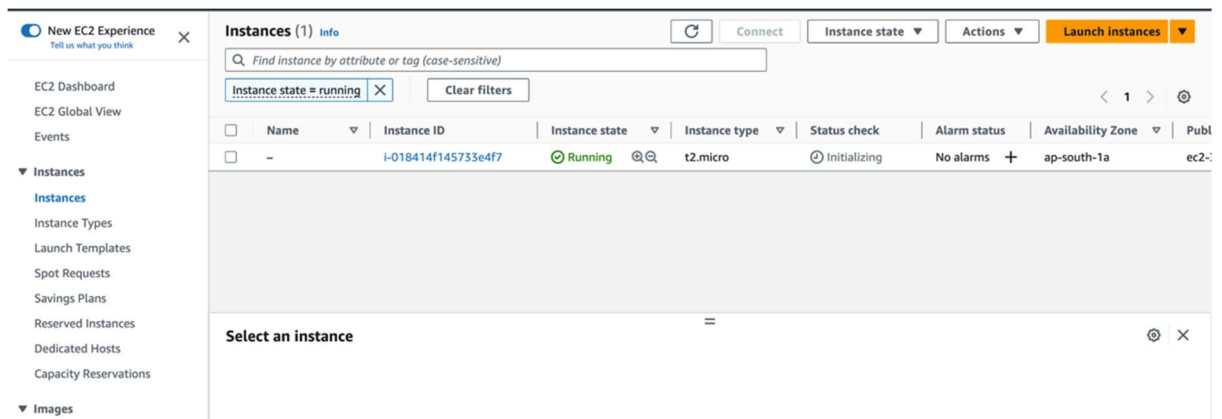 New EC2 Experience
Tell us what you think
EC2 Dashboard
EC2 Global View
Events
Instances
Instances
Instance Types
Launch Templates
Spot Requests
Savings Plans
Reserved Instances
Dedicated Hosts
Capacity Reservations
Images
Instances (1) Info
Connect
Instance state
Actions
Launch instances
Find instance by attribute or tag (case-sensitive)
Instance state = running
Clear filters
1
Name Instance ID Instance state Instance type Status check Alarm status Availability Zone Publ
– i-018414f145733e4f7 Running t2.micro Initializing No alarms + ap-south-1a ec2-
Select an instance